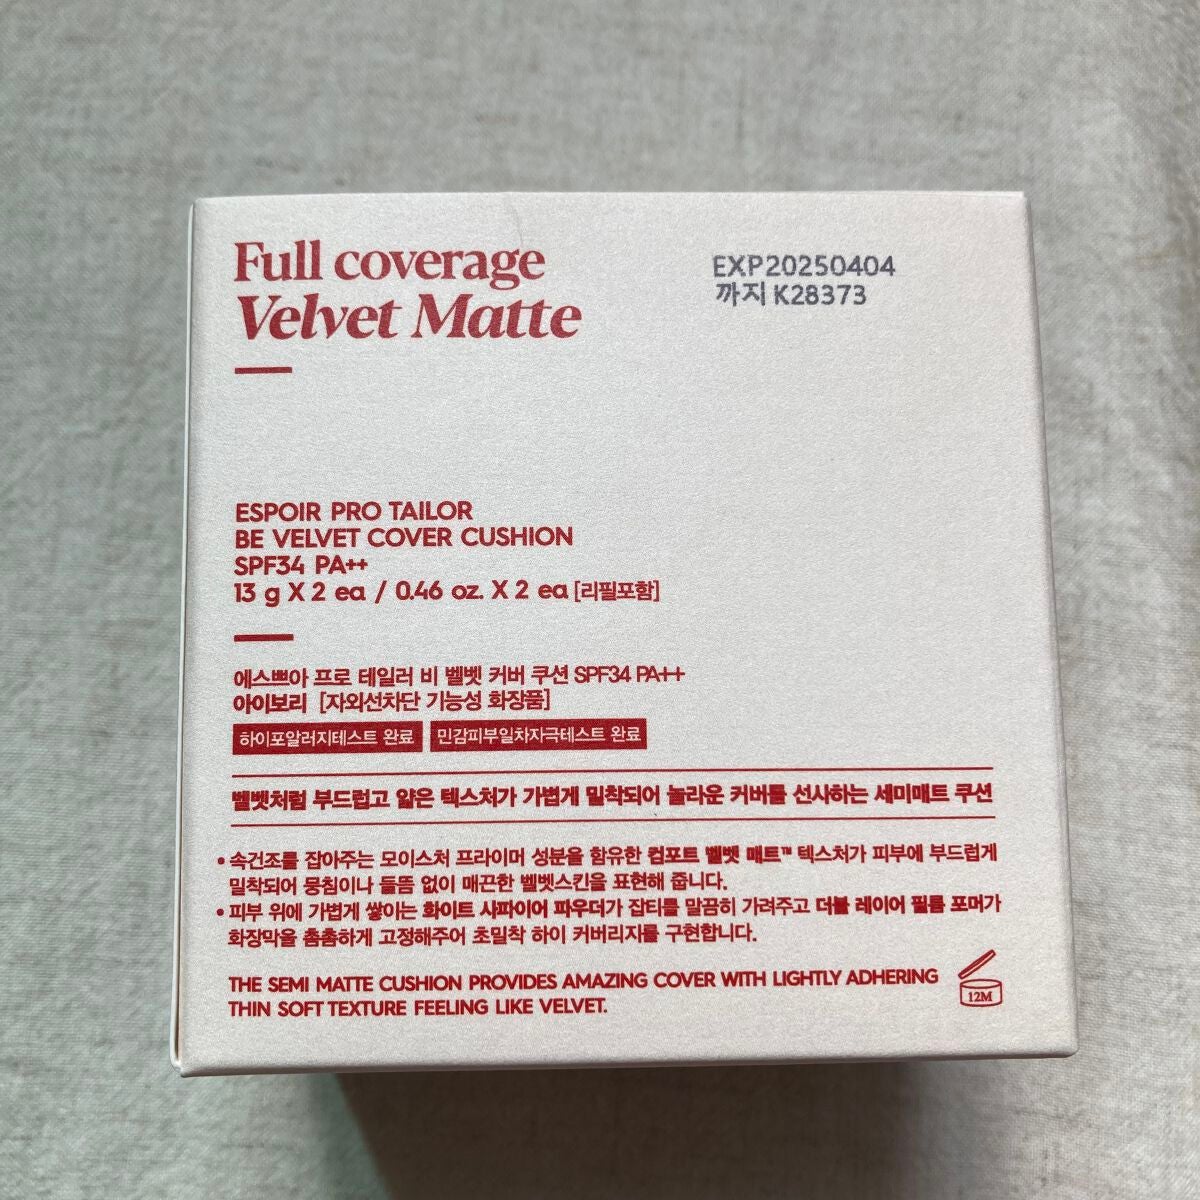 Full coverage
Velvet Matte
EXP20250404
까지 K28373
ESPOIR PRO TAILOR
BE VELVET COVER CUSHION
SPF34 PA++
13 g X 2 ea / 0.46 oz. X 2 ea [리필포함]
에스쁘아 프로 테일러 비 벨벳 커버 쿠션 SPF34 PA++
아이보리 [자외선차단 기능성 화장품]
하이포알러지테스트 완료 민감피부일차자극테스트 완료
벨벳처럼 부드럽고 얇은 텍스처가 가볍게 밀착되어 놀라운 커버를 선사하는 세미매트 쿠션
• 속건조를 잡아주는 모이스처 프라이머 성분을 함유한 컴포트 벨벳 매트™ 텍스처가 피부에 부드럽게
밀착되어 뭉침이나 들뜸 없이 매끈한 벨벳스킨을 표현해 줍니다.
• 피부 위에 가볍게 쌓이는 화이트 사파이어 파우더가 잡티를 말끔히 가려주고 더블 레이어 필름 포머가
화장막을 촘촘하게 고정해주어 초밀착 하이 커버리지를 구현합니다.
THE SEMI MATTE CUSHION PROVIDES AMAZING COVER WITH LIGHTLY ADHERING
THIN SOFT TEXTURE FEELING LIKE VELVET.
12M